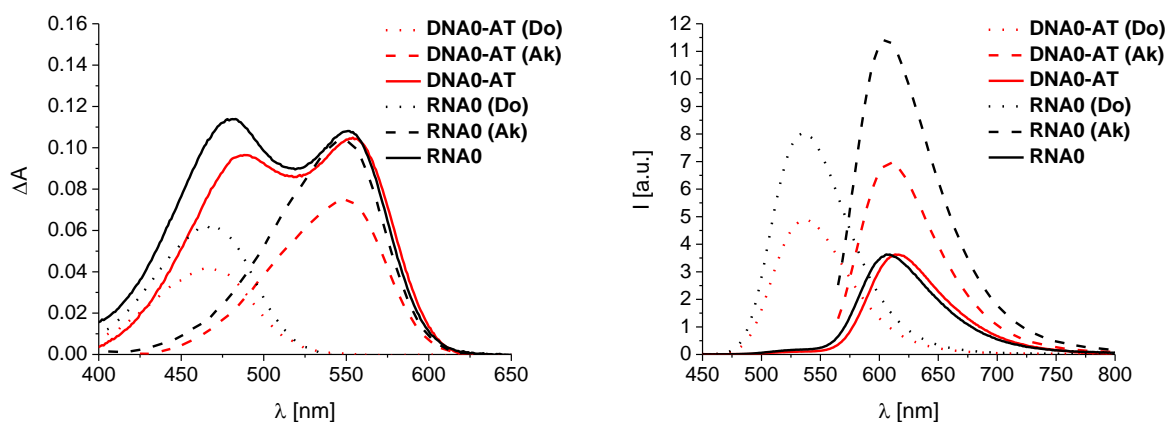 0.16
0.14
0.12
0.10
0.08
0.06
0.04
0.02
0.00
ΔA
400 450 500 550 600 650
λ [nm]
DNA0-AT (Do)
DNA0-AT (Ak)
DNA0-AT
RNA0 (Do)
RNA0 (Ak)
RNA0
12
11
10
9
8
7
6
5
4
3
2
1
0
I [a.u.]
450 500 550 600 650 700 750 800
λ [nm]
DNA0-AT (Do)
DNA0-AT (Ak)
DNA0-AT
RNA0 (Do)
RNA0 (Ak)
RNA0